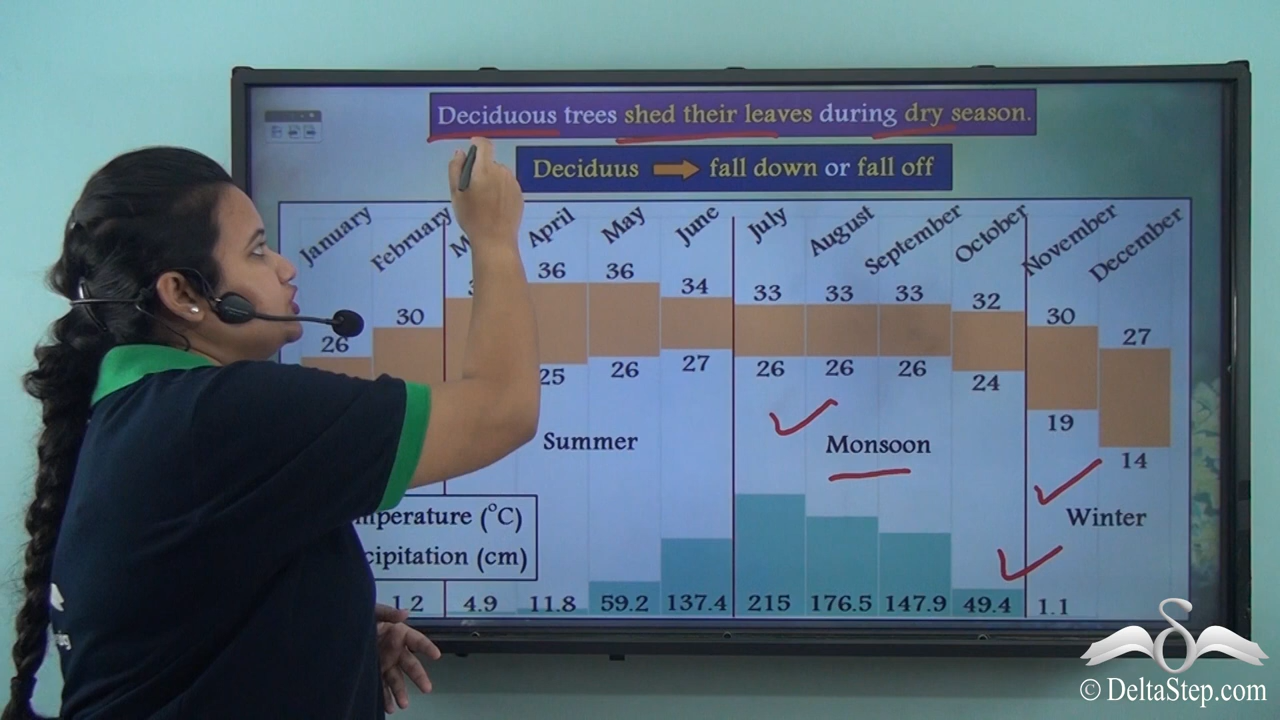 Deciduous trees shed their leaves during dry season.
Deciduus fall down or fall off
January February April May June July August September October November December
26 30 36 36 34 33 33 33 32 30 27
25 26 27 26 26 26 24 19 14
Summer Monsoon Winter
(°C)
(cm)
1.2 4.9 11.8 59.2 137.4 215 176.5 147.9 49.4 1.1
© DeltaStep.com